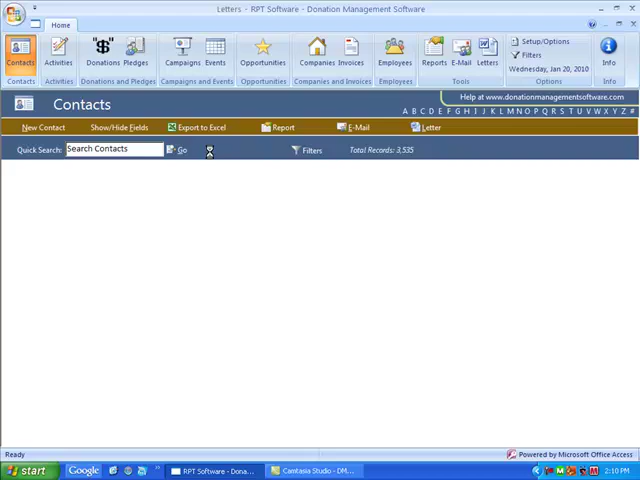 Letters - RPT Software - Donation Management Software
Home
Contacts
Activities
Donations
Pledges
Campaigns
Events
Opportunities
Companies
Invoices
Employees
Reports
E-Mail
Letters
Setup/Options
Filters
Wednesday, Jan 20, 2010
Info
Contacts
Activities
Donations and Pledges
Campaigns and Events
Opportunities
Companies and Invoices
Employees
Tools
Options
Info
Contacts
Help at www.donationmanagementsoftware.com
A B C D E F G H I J K L M N O P Q R S T U V W X Y Z
New Contact
Show/Hide Fields
Export to Excel
Report
E-Mail
Letter
Quick Search:
Search Contacts
Go
Filters
Total Records: 3,535
Ready
Powered by Microsoft Office Access
start
Google
RPT Software - Dona...
Camtasia Studio - DM...
2:10 PM